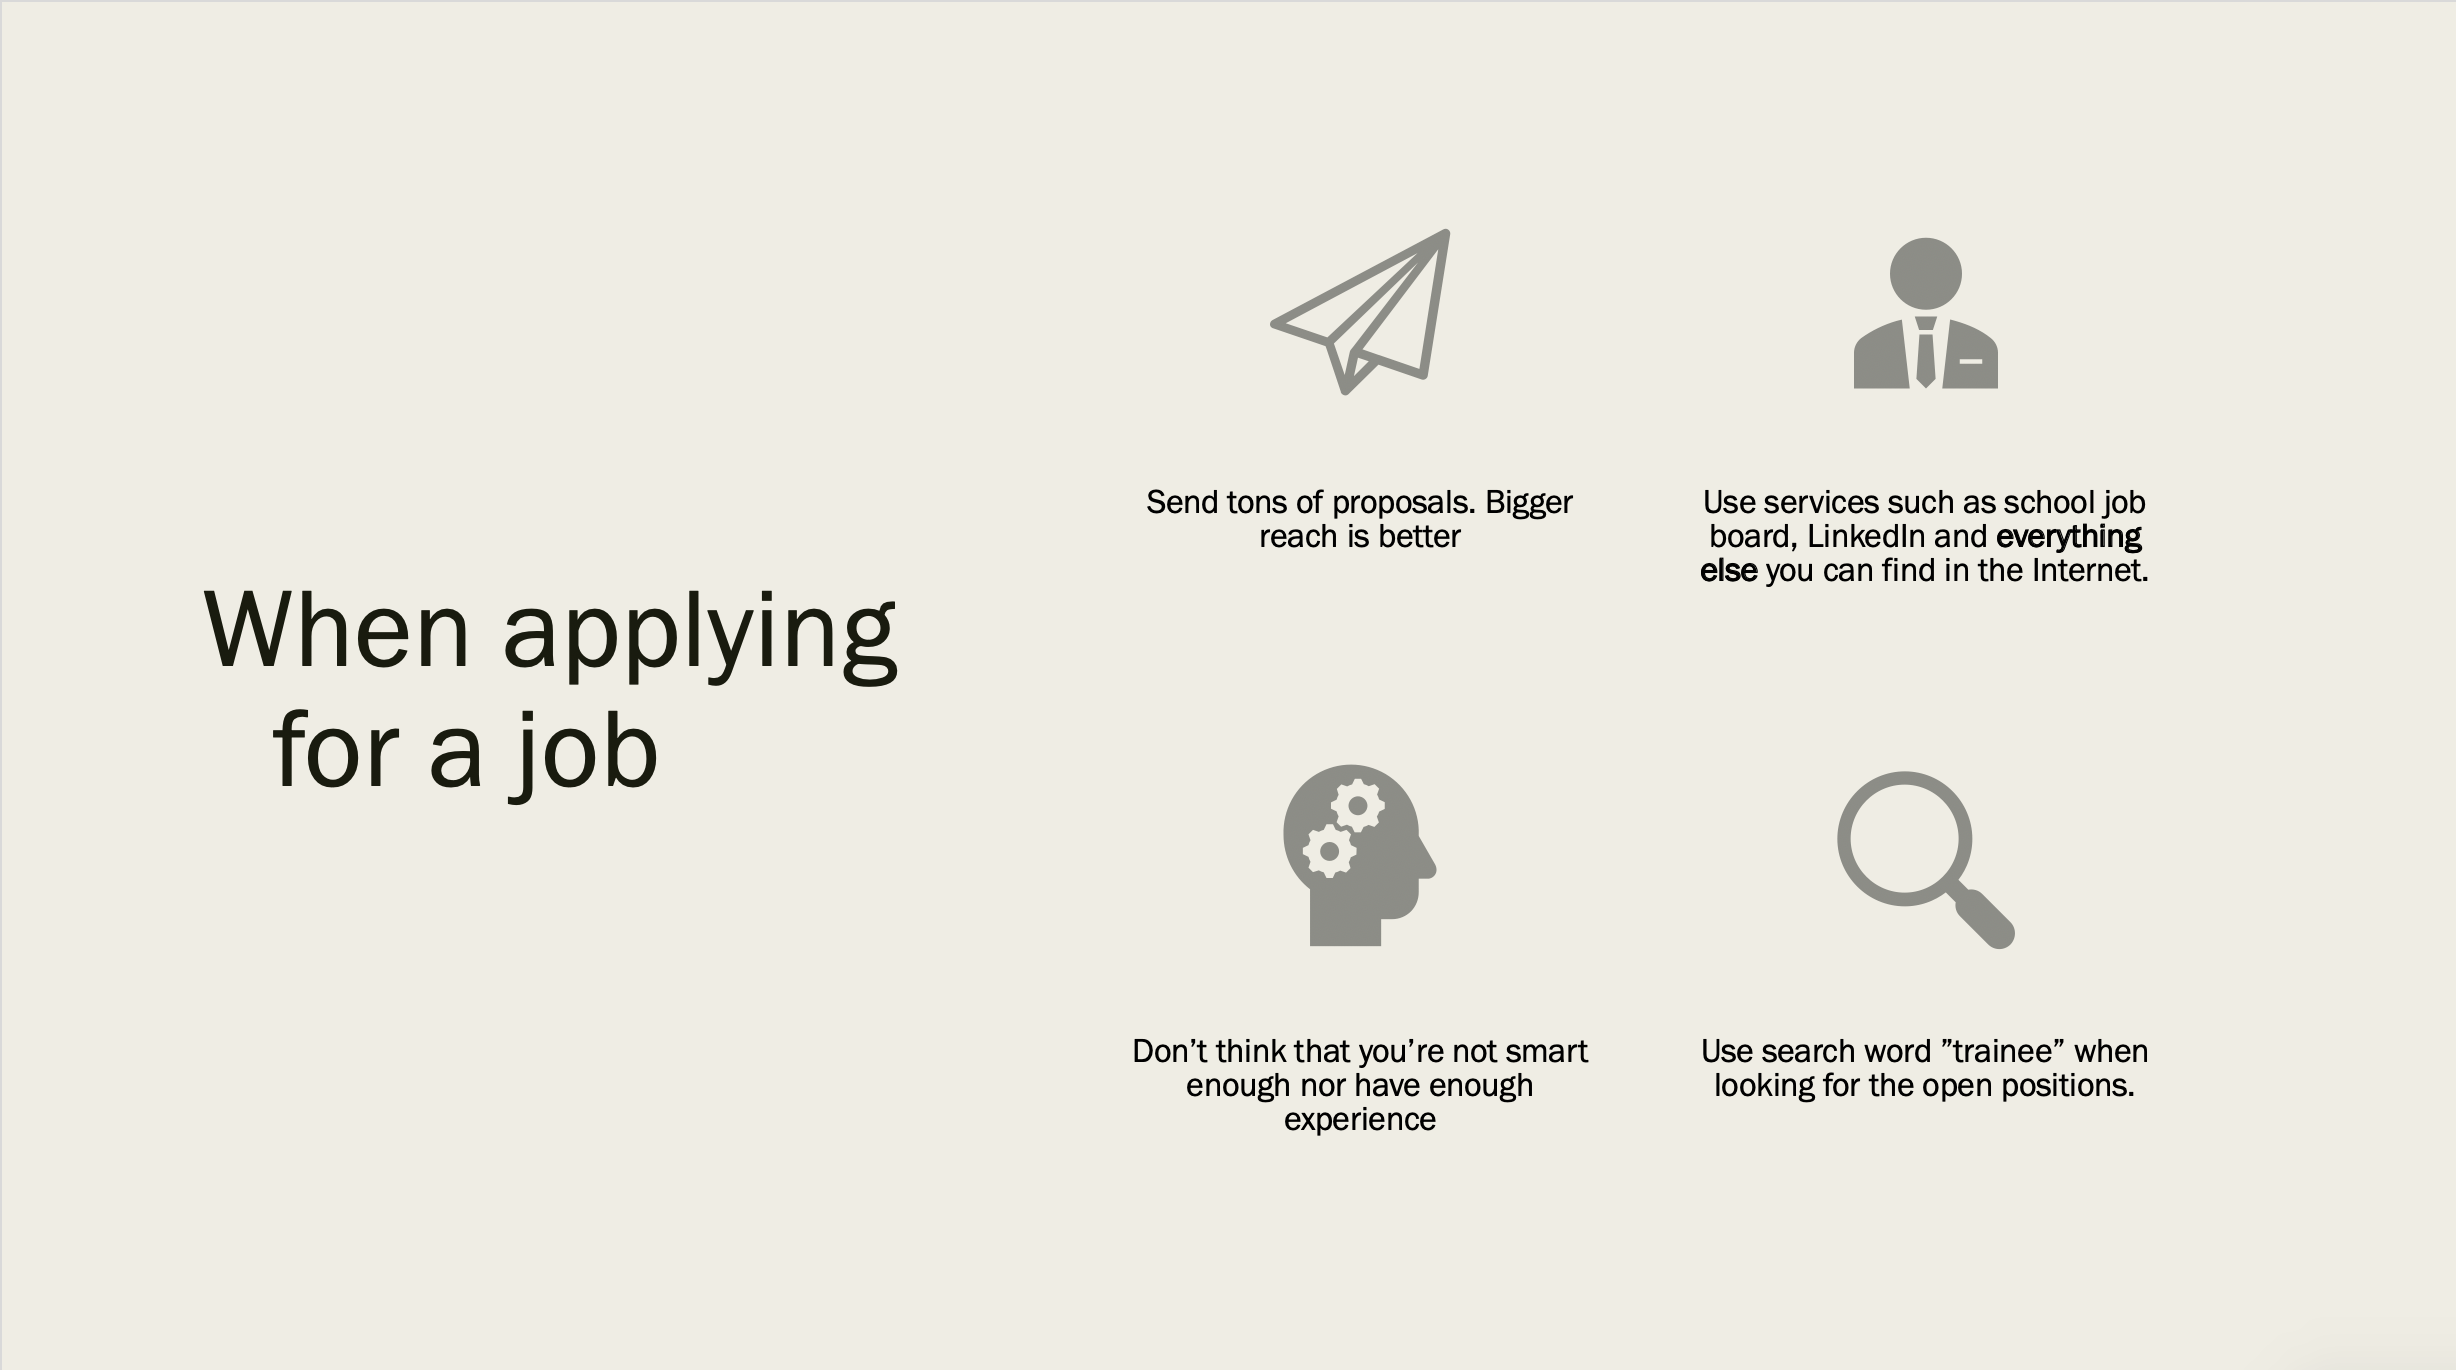 When applying
for a job
Send tons of proposals. Bigger
reach is better
Use services such as school job
board, LinkedIn and everything
else you can find in the Internet.
Don’t think that you’re not smart
enough nor have enough
experience
Use search word ”trainee” when
looking for the open positions.